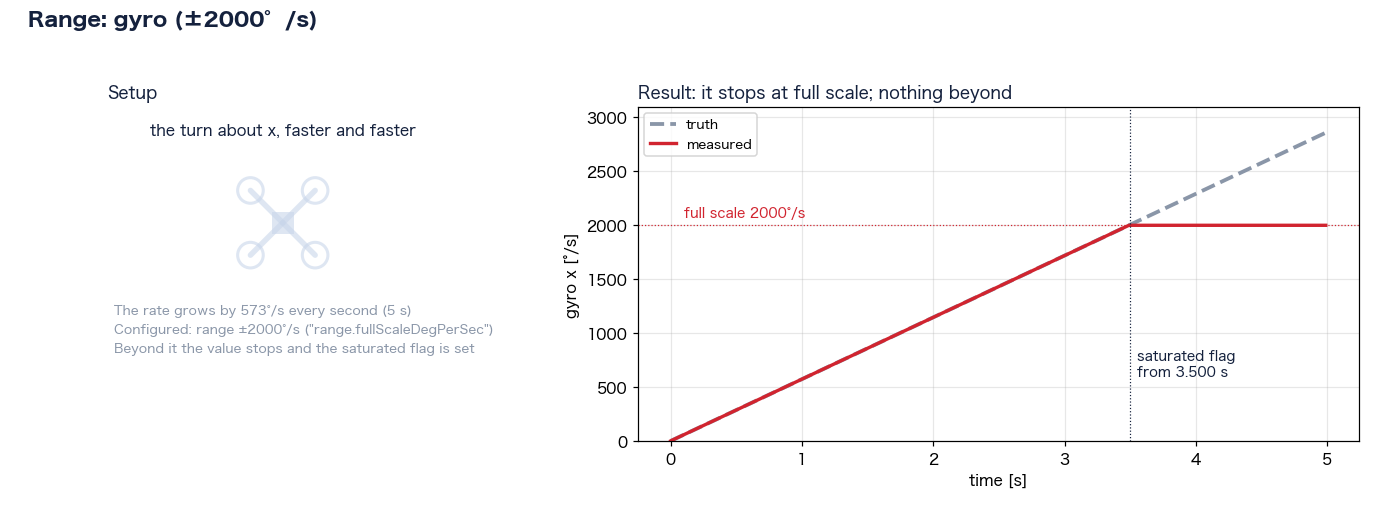 Range: gyro (±2000° /s)
Setup
the turn about x, faster and faster
The rate grows by 573°/s every second (5 s)
Configured: range ±2000°/s ("range.fullScaleDegPerSec")
Beyond it the value stops and the saturated flag is set
Result: it stops at full scale; nothing beyond
truth
measured
full scale 2000°/s
saturated flag
from 3.500 s
gyro x [°/s]
3000
2500
2000
1500
1000
500
0
0 1 2 3 4 5
time [s]